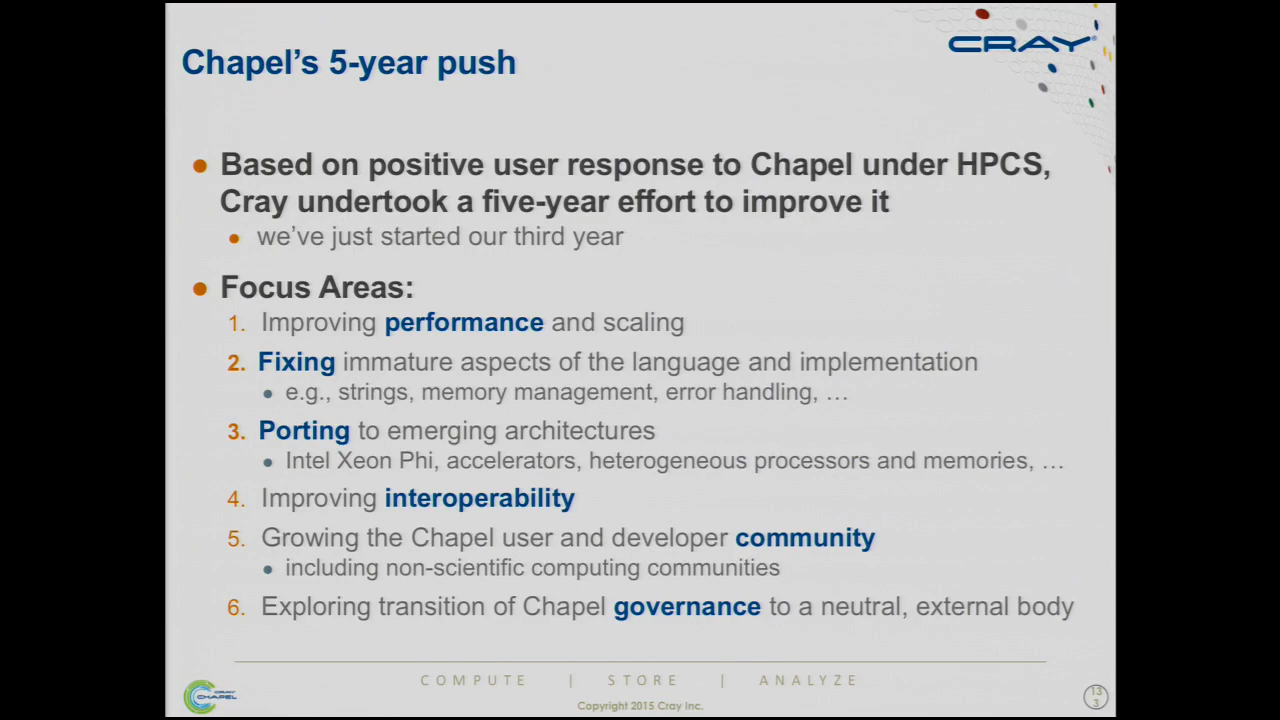 CRAY
Chapel's 5-year push
● Based on positive user response to Chapel under HPCS,
Cray undertook a five-year effort to improve it
● we've just started our third year
● Focus Areas:
1. Improving performance and scaling
2. Fixing immature aspects of the language and implementation
● e.g., strings, memory management, error handling, …
3. Porting to emerging architectures
● Intel Xeon Phi, accelerators, heterogeneous processors and memories, …
4. Improving interoperability
5. Growing the Chapel user and developer community
● including non-scientific computing communities
6. Exploring transition of Chapel governance to a neutral, external body
COMPUTE | STORE | ANALYZE
CRAY
CHAPEL
Copyright 2015 Cray Inc.
13
3